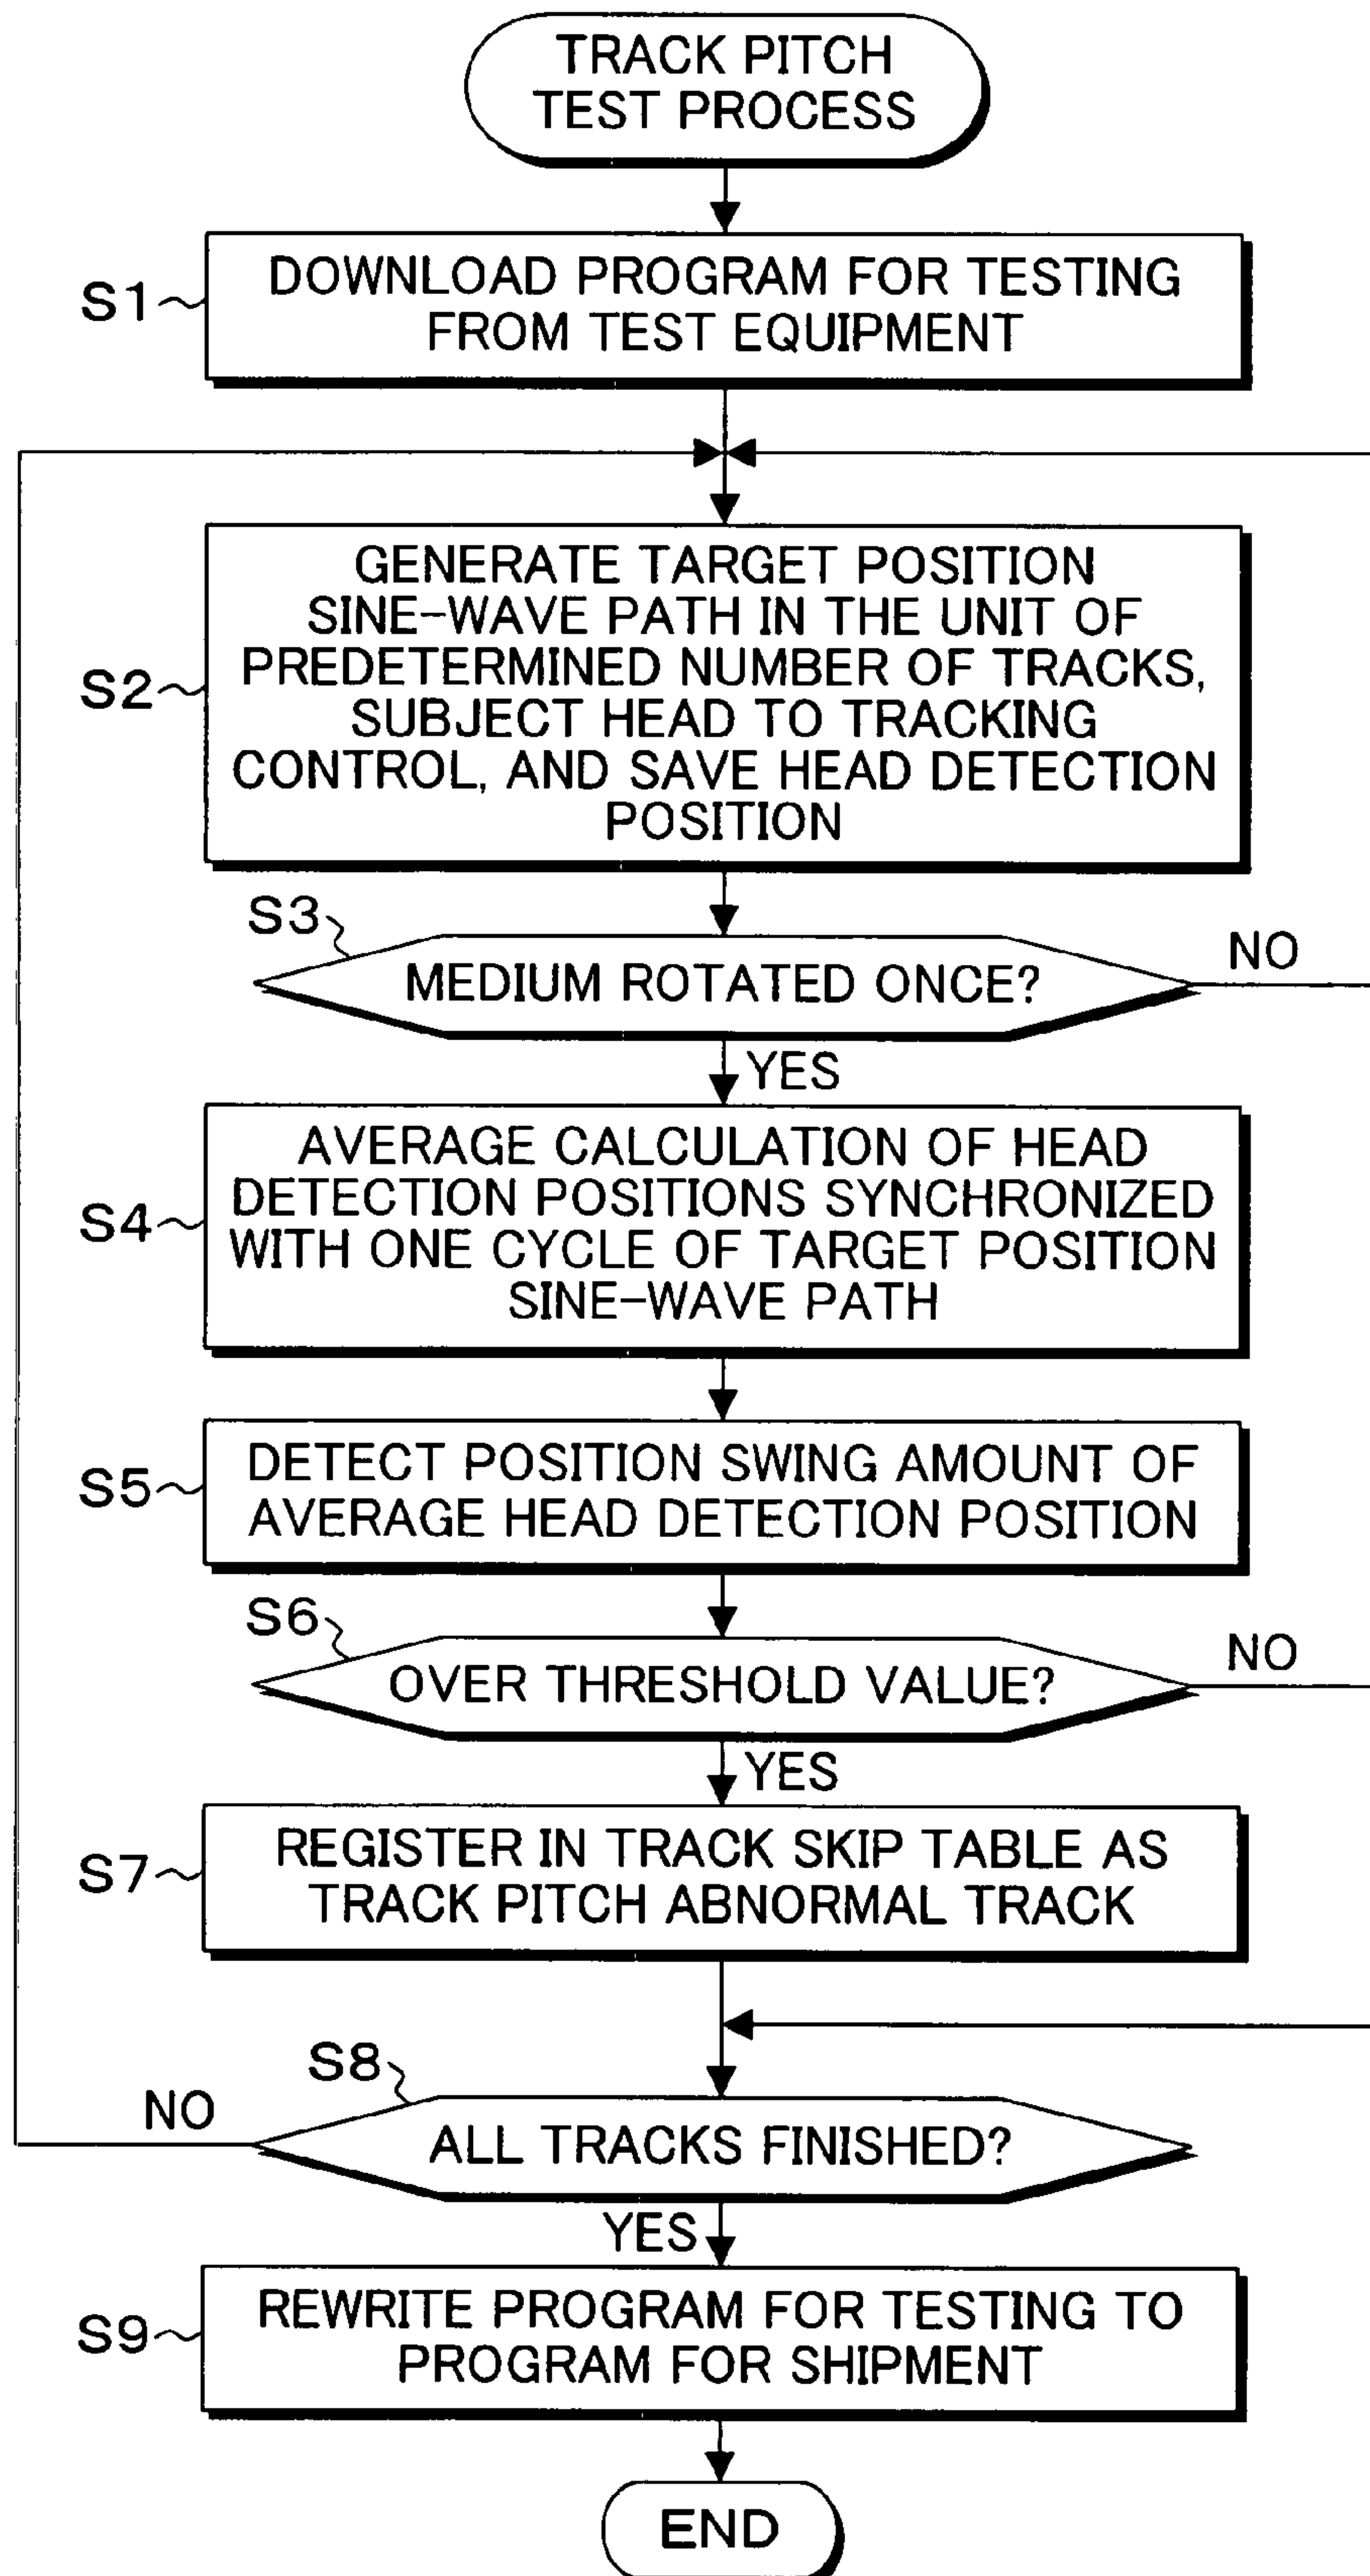 TRACK PITCH
TEST PROCESS
S1
DOWNLOAD PROGRAM FOR TESTING
FROM TEST EQUIPMENT
S2
GENERATE TARGET POSITION
SINE-WAVE PATH IN THE UNIT OF
PREDETERMINED NUMBER OF TRACKS,
SUBJECT HEAD TO TRACKING
CONTROL, AND SAVE HEAD DETECTION
POSITION
S3
MEDIUM ROTATED ONCE?
NO
YES
S4
AVERAGE CALCULATION OF HEAD
DETECTION POSITIONS SYNCHRONIZED
WITH ONE CYCLE OF TARGET POSITION
SINE-WAVE PATH
S5
DETECT POSITION SWING AMOUNT OF
AVERAGE HEAD DETECTION POSITION
S6
OVER THRESHOLD VALUE?
NO
YES
S7
REGISTER IN TRACK SKIP TABLE AS
TRACK PITCH ABNORMAL TRACK
S8
NO
ALL TRACKS FINISHED?
YES
S9
REWRITE PROGRAM FOR TESTING TO
PROGRAM FOR SHIPMENT
END